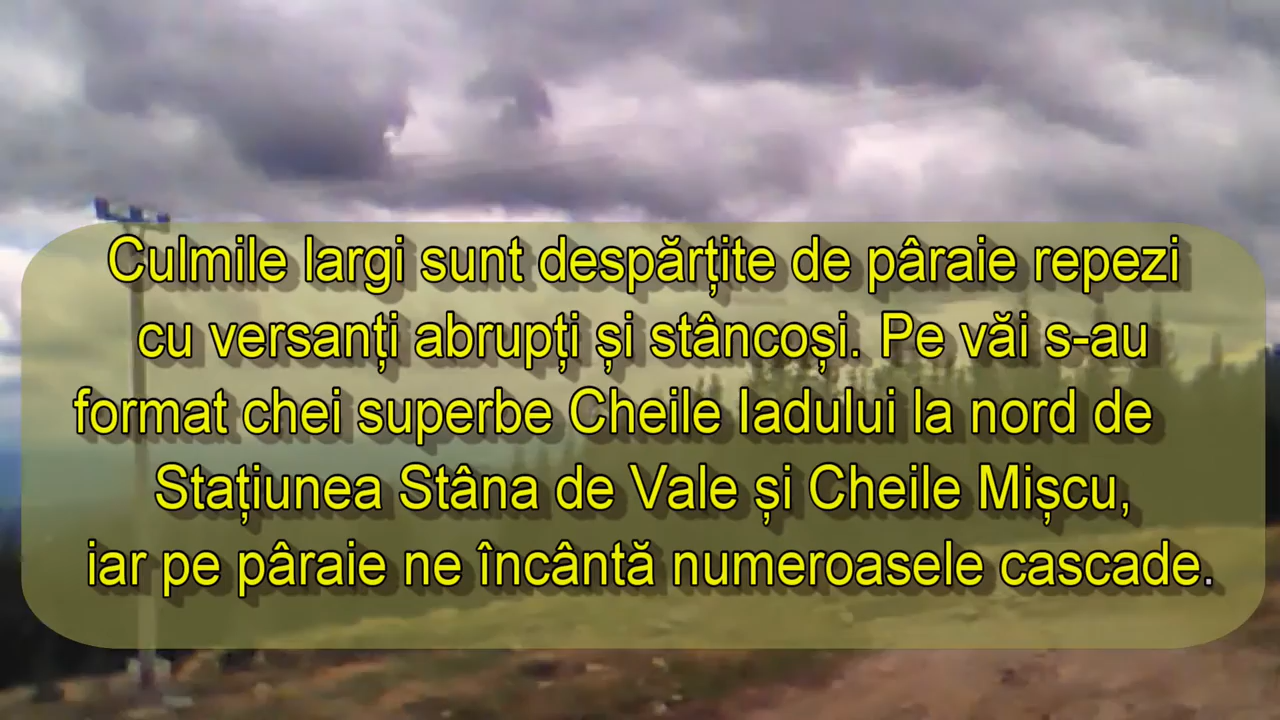 Culmile largi sunt despărțite de pâraie repezi
cu versanți abrupți și stâncoși. Pe văi s-au
format chei superbe Cheile Iadului la nord de
Stațiunea Stâna de Vale și Cheile Mișcu,
iar pe pâraie ne încântă numeroasele cascade.